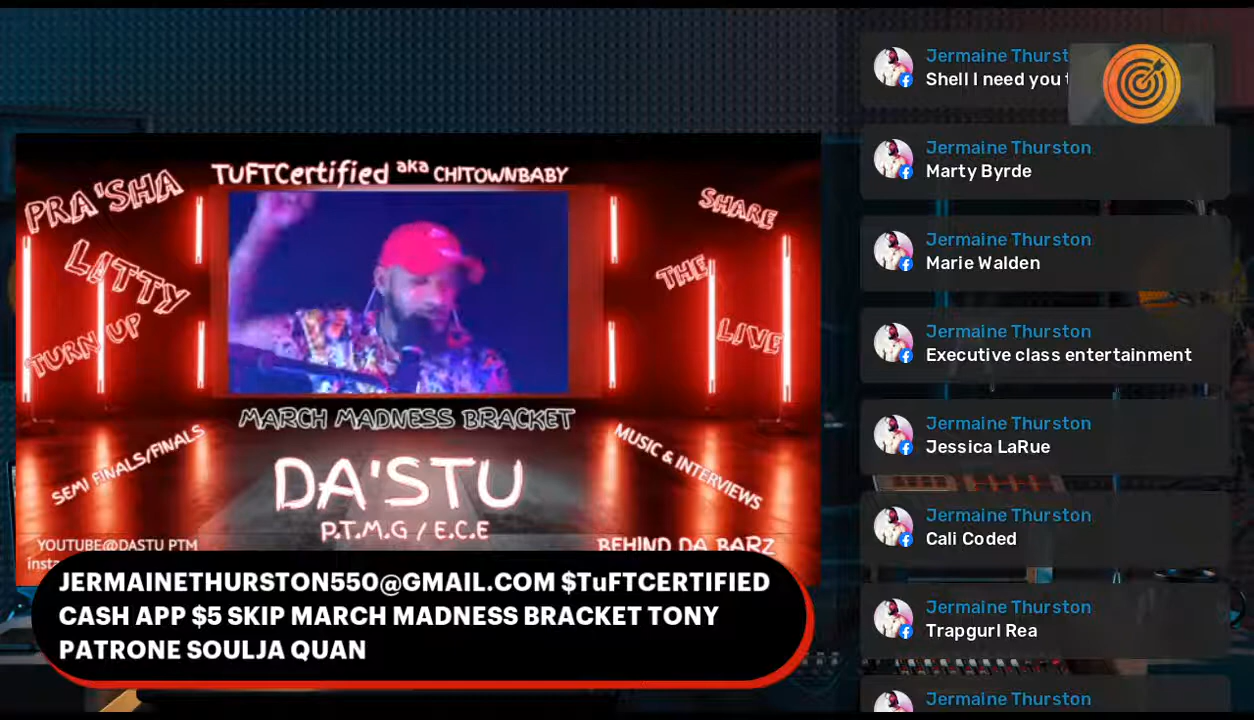 PRA'SHA
LITTY
TURN UP
TuFTCertified aka CHITOWNBABY
SHARE
THE
LIVE
MARCH MADNESS BRACKET
SEMI FINALS/FINALS
DA'STU
P.T.M.G / E.C.E
MUSIC & INTERVIEWS
YOUTUBE@DASTU PTM
BEHIND DA BARZ
JERMAINETHURSTON550@GMAIL.COM $TuFTCERTIFIED
CASH APP $5 SKIP MARCH MADNESS BRACKET TONY
PATRONE SOULJA QUAN
Jermaine Thurst
Shell I need you
Jermaine Thurston
Marty Byrde
Jermaine Thurston
Marie Walden
Jermaine Thurston
Executive class entertainment
Jermaine Thurston
Jessica LaRue
Jermaine Thurston
Cali Coded
Jermaine Thurston
Trapgurl Rea
Jermaine Thurston